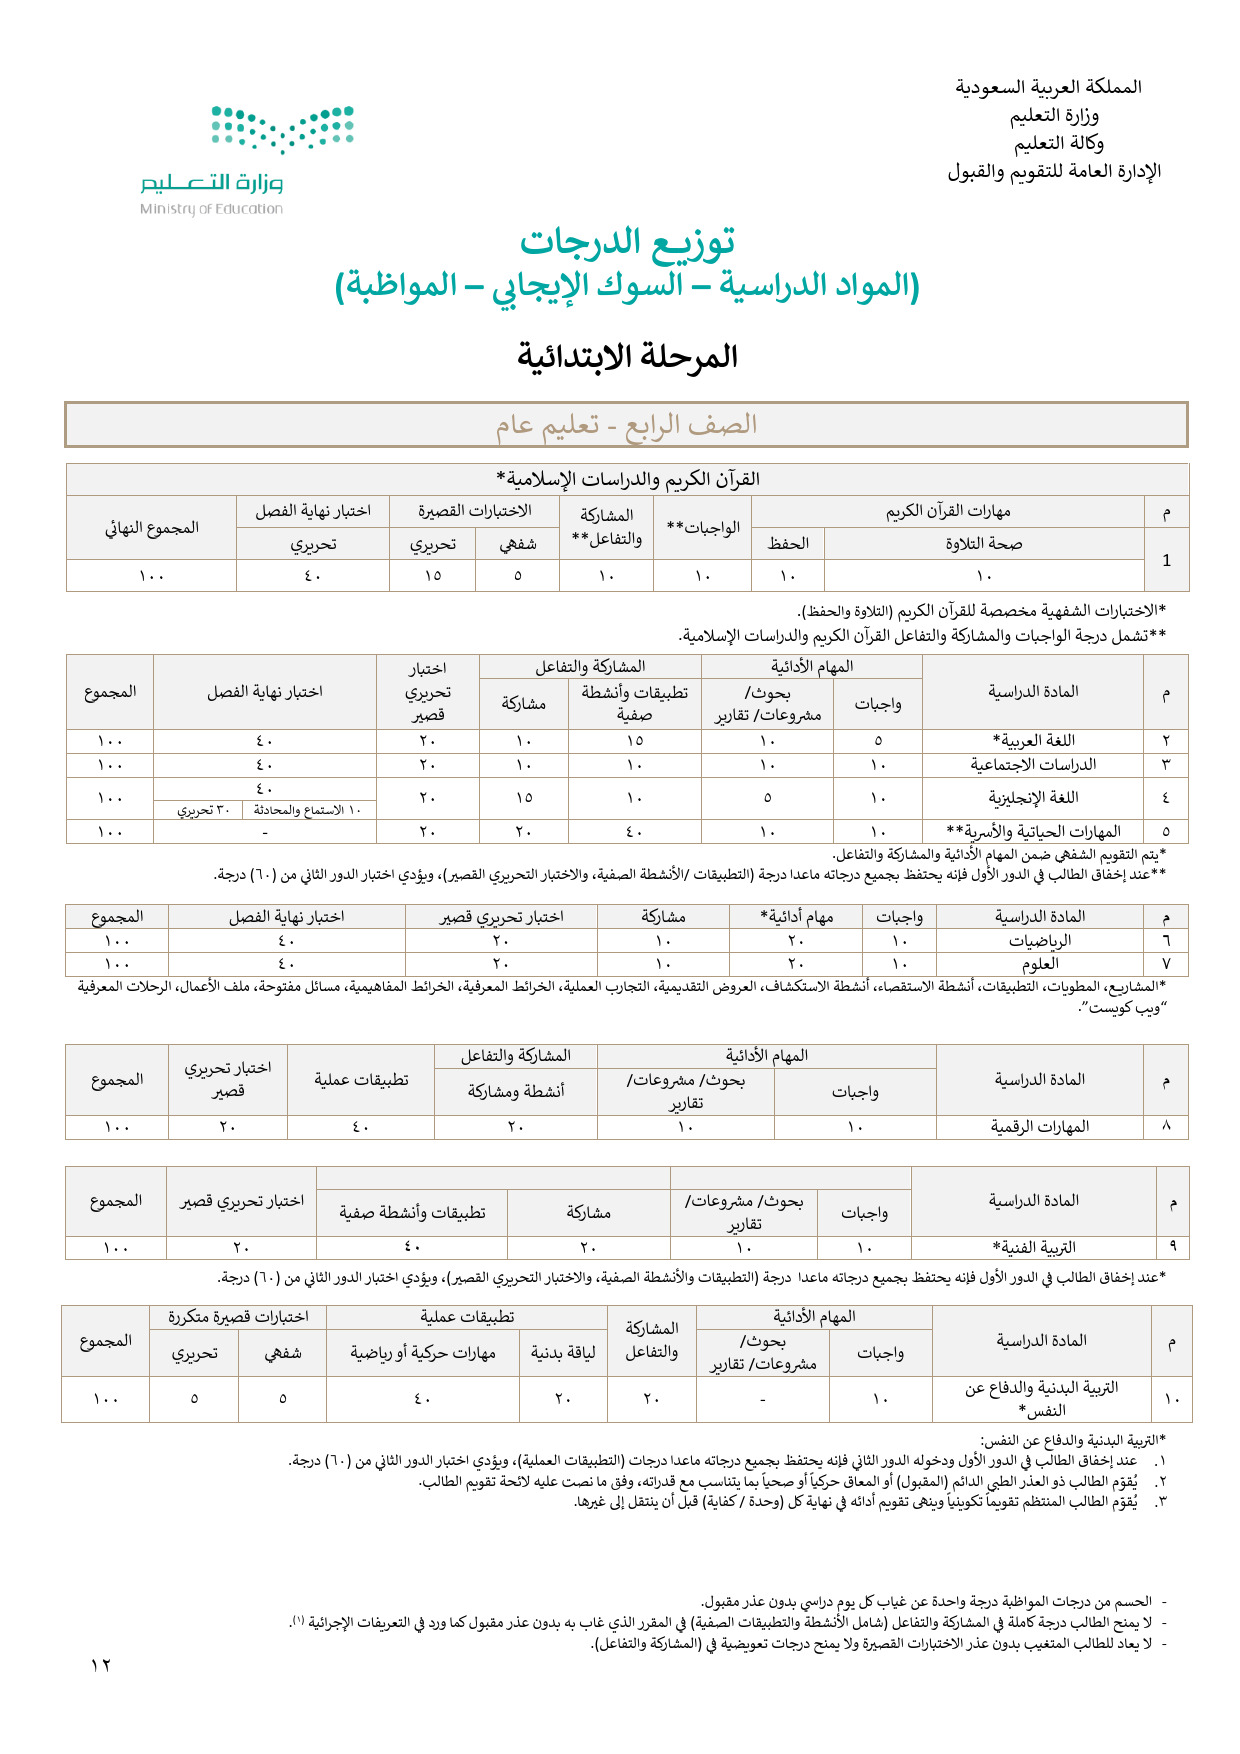 المملكة العربية السعودية
وزارة التعليم
وكالة التعليم
الإدارة العامة للتقويم والقبول
وزارة التعـــليم
Ministry of Education
توزيع الدرجات
(المواد الدراسية – السوك الإيجابي – المواظبة)
المرحلة الابتدائية
الصف الرابع - تعليم عام
القرآن الكريم والدراسات الإسلامية*
م مهارات القرآن الكريم الواجبات** المشاركة والتفاعل** الاختبارات القصيرة اختبار نهاية الفصل المجموع النهائي
1 صحة التلاوة الحفظ شفهي تحريري تحريري
١٠ ١٠ ١٠ ١٠ ٥ ١٥ ٤٠ ١٠٠
*الاختبارات الشفهية مخصصة للقرآن الكريم (التلاوة والحفظ).
**تشمل درجة الواجبات والمشاركة والتفاعل القرآن الكريم والدراسات الإسلامية.
م المادة الدراسية المهام الأدائية المشاركة والتفاعل اختبار تحريري قصير اختبار نهاية الفصل المجموع
واجبات بحوث/ مشروعات/ تقارير تطبيقات وأنشطة صفية مشاركة
٢ اللغة العربية* ٥ ١٠ ١٥ ١٠ ٢٠ ٤٠ ١٠٠
٣ الدراسات الاجتماعية ١٠ ١٠ ١٠ ١٠ ٢٠ ٤٠ ١٠٠
٤ اللغة الإنجليزية ١٠ ٥ ١٠ ١٥ ٢٠ ٤٠ ١٠٠
١٠ الاستماع والمحادثة ٣٠ تحريري
٥ المهارات الحياتية والأسرية** ١٠ ١٠ ٤٠ ٢٠ ٢٠ - ١٠٠
*يتم التقويم الشفهي ضمن المهام الأدائية والمشاركة والتفاعل.
**عند إخفاق الطالب في الدور الأول فإنه يحتفظ بجميع درجاته ماعدا درجة (التطبيقات /الأنشطة الصفية، والاختبار التحريري القصير)، ويؤدي اختبار الدور الثاني من (٦٠) درجة.
م المادة الدراسية واجبات مهام أدائية* مشاركة اختبار تحريري قصير اختبار نهاية الفصل المجموع
٦ الرياضيات ١٠ ٢٠ ١٠ ٢٠ ٤٠ ١٠٠
٧ العلوم ١٠ ٢٠ ١٠ ٢٠ ٤٠ ١٠٠
*المشاريع، المطويات، التطبيقات، أنشطة الاستقصاء، أنشطة الاستكشاف، العروض التقديمية، التجارب العملية، الخرائط المعرفية، الخرائط المفاهيمية، مسائل مفتوحة، ملف الأعمال، الرحلات المعرفية
“ويب كويست”.
م المادة الدراسية المهام الأدائية المشاركة والتفاعل تطبيقات عملية اختبار تحريري قصير المجموع
واجبات بحوث/ مشروعات/ تقارير أنشطة ومشاركة
٨ المهارات الرقمية ١٠ ١٠ ٢٠ ٤٠ ٢٠ ١٠٠
م المادة الدراسية واجبات بحوث/ مشروعات/ تقارير مشاركة تطبيقات وأنشطة صفية اختبار تحريري قصير المجموع
٩ التربية الفنية* ١٠ ١٠ ٢٠ ٤٠ ٢٠ ١٠٠
*عند إخفاق الطالب في الدور الأول فإنه يحتفظ بجميع درجاته ماعدا درجة (التطبيقات والأنشطة الصفية، والاختبار التحريري القصير)، ويؤدي اختبار الدور الثاني من (٦٠) درجة.
م المادة الدراسية المهام الأدائية المشاركة والتفاعل تطبيقات عملية اختبارات قصيرة متكررة المجموع
واجبات بحوث/ مشروعات/ تقارير لياقة بدنية مهارات حركية أو رياضية شفهي تحريري
١٠ التربية البدنية والدفاع عن النفس* ١٠ - ٢٠ ٢٠ ٤٠ ٥ ٥ ١٠٠
*التربية البدنية والدفاع عن النفس:
١. عند إخفاق الطالب في الدور الأول ودخوله الدور الثاني فإنه يحتفظ بجميع درجاته ماعدا درجات (التطبيقات العملية)، ويؤدي اختبار الدور الثاني من (٦٠) درجة.
٢. يُقوّم الطالب ذو العذر الطبي الدائم (المقبول) أو المعاق حركياً أو صحياً بما يتناسب مع قدراته، وفق ما نصت عليه لائحة تقويم الطالب.
٣. يُقوّم الطالب المنتظم تقويماً تكوينياً وينهى تقويم أدائه في نهاية كل (وحدة / كفاية) قبل أن ينتقل إلى غيرها.
- الحسم من درجات المواظبة درجة واحدة عن غياب كل يوم دراسي بدون عذر مقبول.
- لا يمنح الطالب درجة كاملة في المشاركة والتفاعل (شامل الأنشطة والتطبيقات الصفية) في المقرر الذي غاب به بدون عذر مقبول كما ورد في التعريفات الإجرائية (١).
- لا يعاد للطالب المتغيب بدون عذر الاختبارات القصيرة ولا يمنح درجات تعويضية في (المشاركة والتفاعل).
١٢